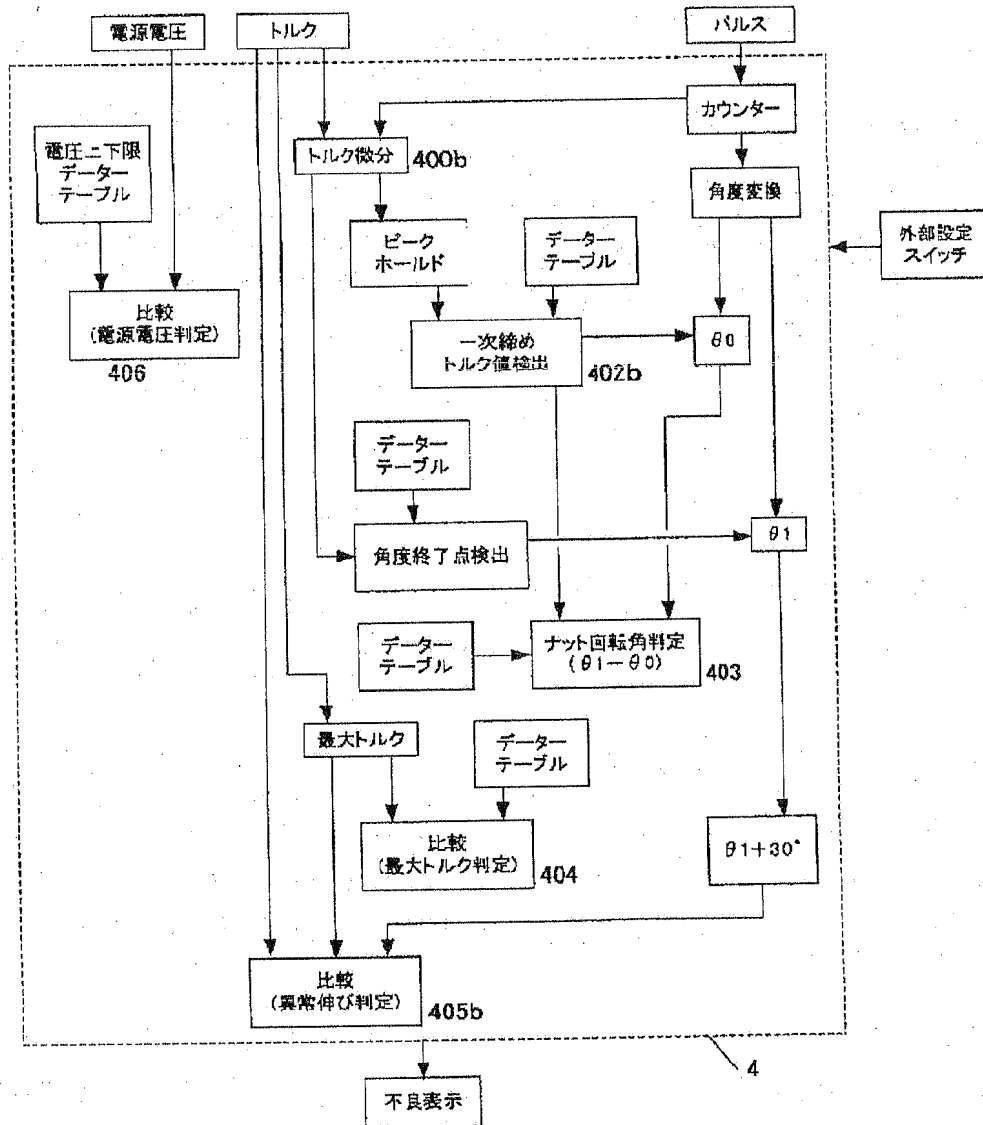 電源電圧
トルク
パルス
カウンター
電圧上下限
データー
テーブル
トルク微分
400b
角度変換
外部設定
スイッチ
ピーク
ホールド
データー
テーブル
比較
(電源電圧判定)
406
一次締め
トルク値検出
402b
θ0
データー
テーブル
角度終了点検出
θ1
データー
テーブル
ナット回転角判定
(θ1-θ0)
403
最大トルク
データー
テーブル
比較
(最大トルク判定)
404
θ1+30°
比較
(異常伸び判定)
405b
4
不良表示